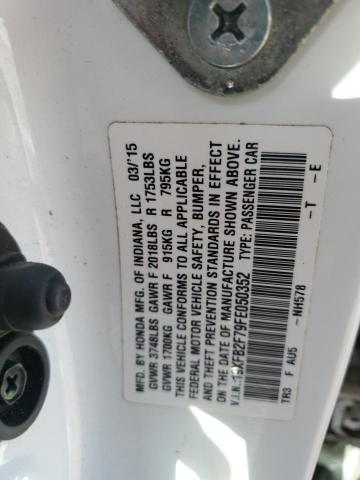 MFD. BY HONDA MFG. OF INDIANA, LLC 03/'15
GVWR 3748LBS GAWR F 2018LBS R 1753LBS
GVWR 1700KG GAWR F 915KG R 795KG
THIS VEHICLE CONFORMS TO ALL APPLICABLE
FEDERAL MOTOR VEHICLE SAFETY, BUMPER,
AND THEFT PREVENTION STANDARDS IN EFFECT
ON THE DATE OF MANUFACTURE SHOWN ABOVE.
V.I.N.:19XFB2F79FE050352 TYPE: PASSENGER CAR
TR3 F AU5 -NH578 -T -E